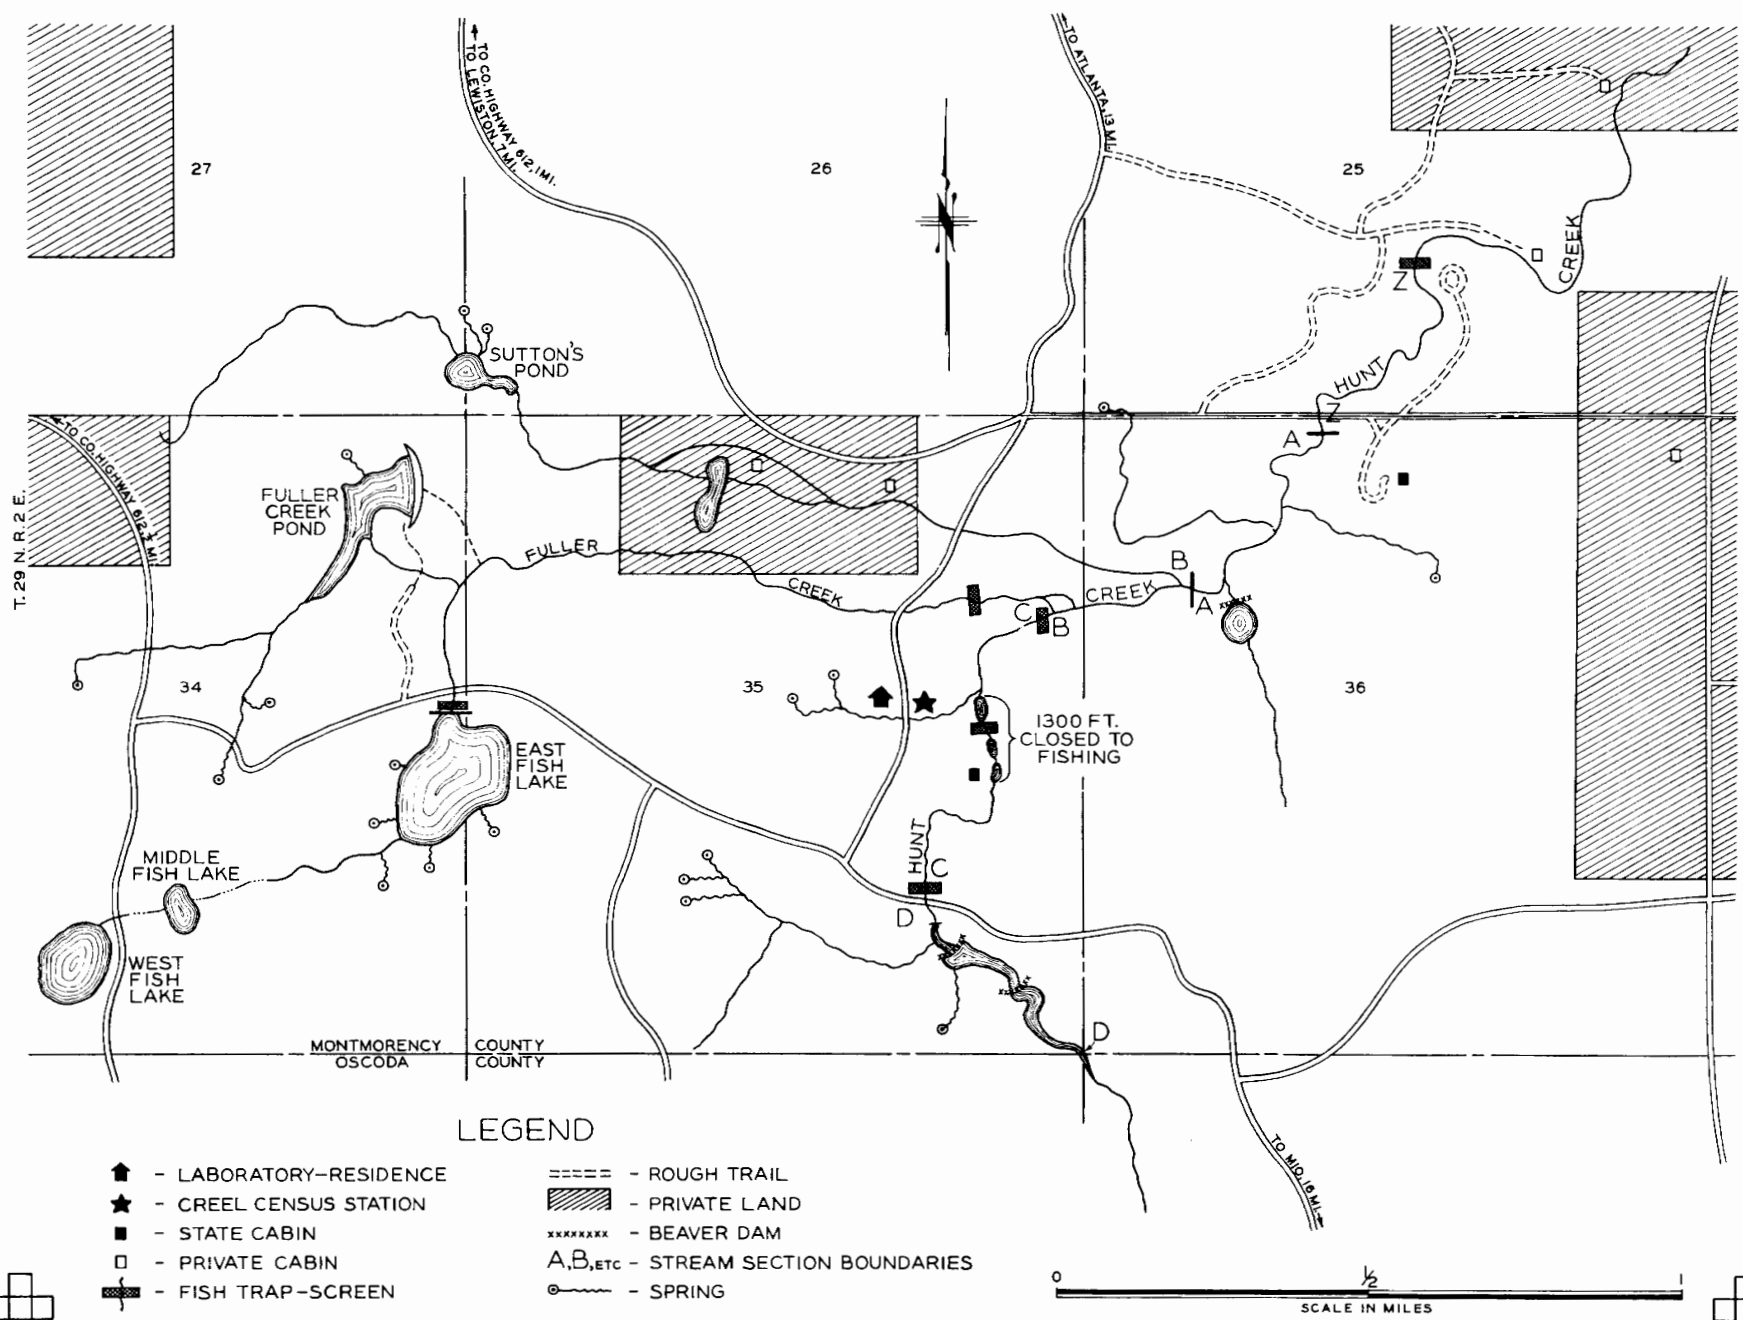 TO CO. HIGHWAY 612, 1 MI.
TO LEWISTON, 7 MI.
TO ATLANTA, 13 MI.
27
26
25
CREEK
Z
SUTTON'S
POND
HUNT
Z
A
TO CO. HIGHWAY 612, ½ MI.
T. 29 N. R. 2 E.
FULLER
CREEK
POND
FULLER
CREEK
B
CREEK
A
C
B
34
35
36
1300 FT.
CLOSED TO
FISHING
EAST
FISH
LAKE
HUNT
C
D
MIDDLE
FISH LAKE
WEST
FISH
LAKE
D
MONTMORENCY COUNTY
OSCODA COUNTY
TO MIO, 16 MI.
LEGEND
- LABORATORY-RESIDENCE
- CREEL CENSUS STATION
- STATE CABIN
- PRIVATE CABIN
- FISH TRAP-SCREEN
- ROUGH TRAIL
- PRIVATE LAND
xxxxxxxx - BEAVER DAM
A, B, ETC - STREAM SECTION BOUNDARIES
- SPRING
0 ½ 1
SCALE IN MILES